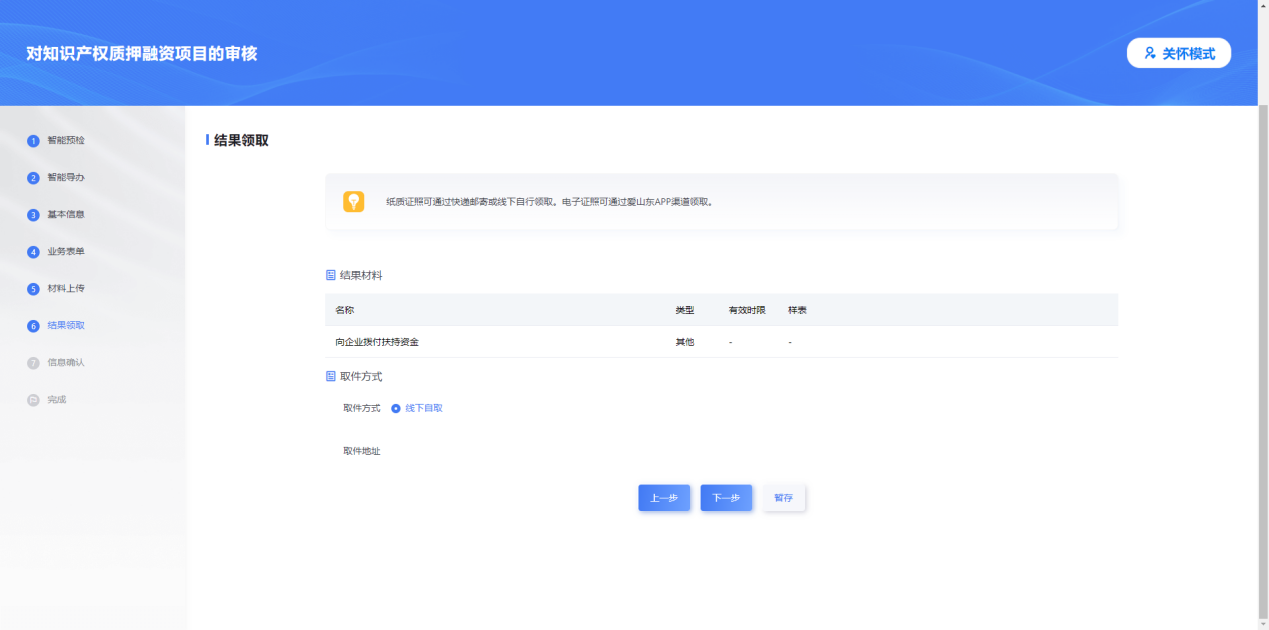 对知识产权质押融资项目的审核
关怀模式
1 智能预检
2 智能导办
3 基本信息
4 业务表单
5 材料上传
6 结果领取
7 信息确认
完成
结果领取
纸质证照可通过快递邮寄或线下自行领取。电子证照可通过爱山东APP渠道领取。
结果材料
名称 类型 有效时限 样表
向企业拨付扶持资金 其他 - -
取件方式
取件方式 线下自取
取件地址
上一步 下一步 暂存